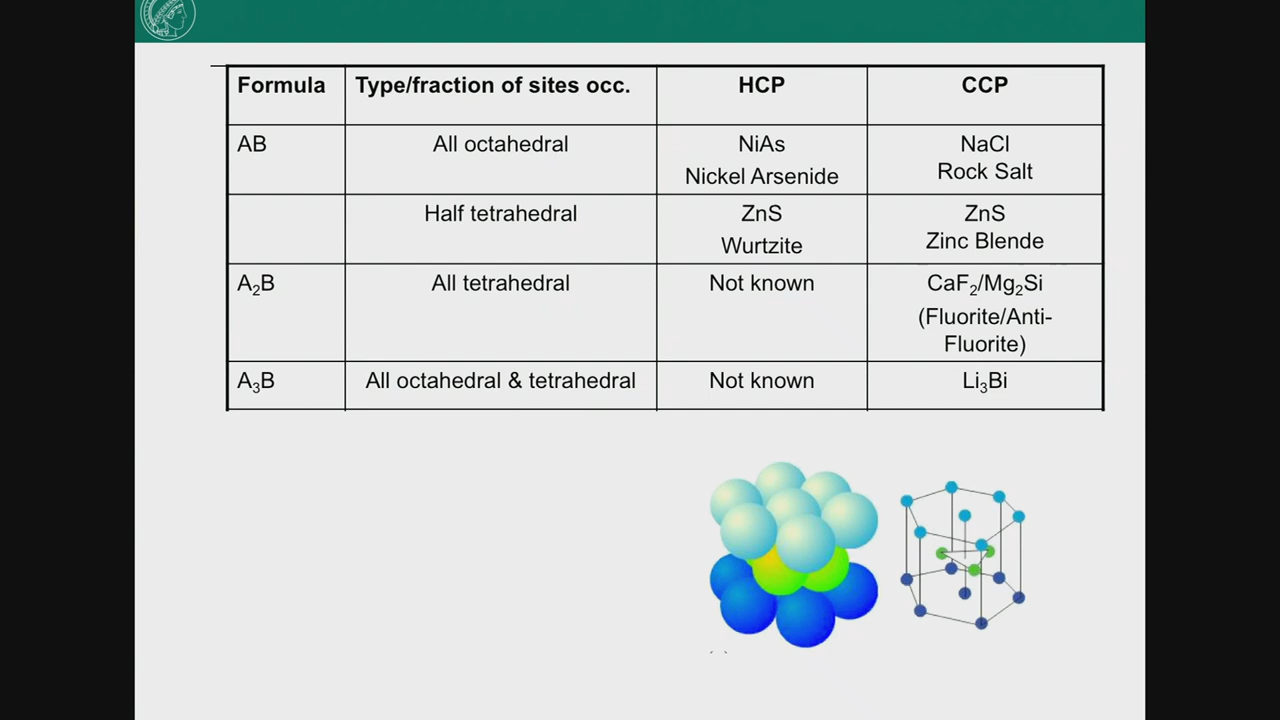 Formula Type/fraction of sites occ. HCP CCP
AB All octahedral NiAs NaCl
Nickel Arsenide Rock Salt
Half tetrahedral ZnS ZnS
Wurtzite Zinc Blende
A₂B All tetrahedral Not known CaF₂/Mg₂Si
(Fluorite/Anti-
Fluorite)
A₃B All octahedral & tetrahedral Not known Li₃Bi